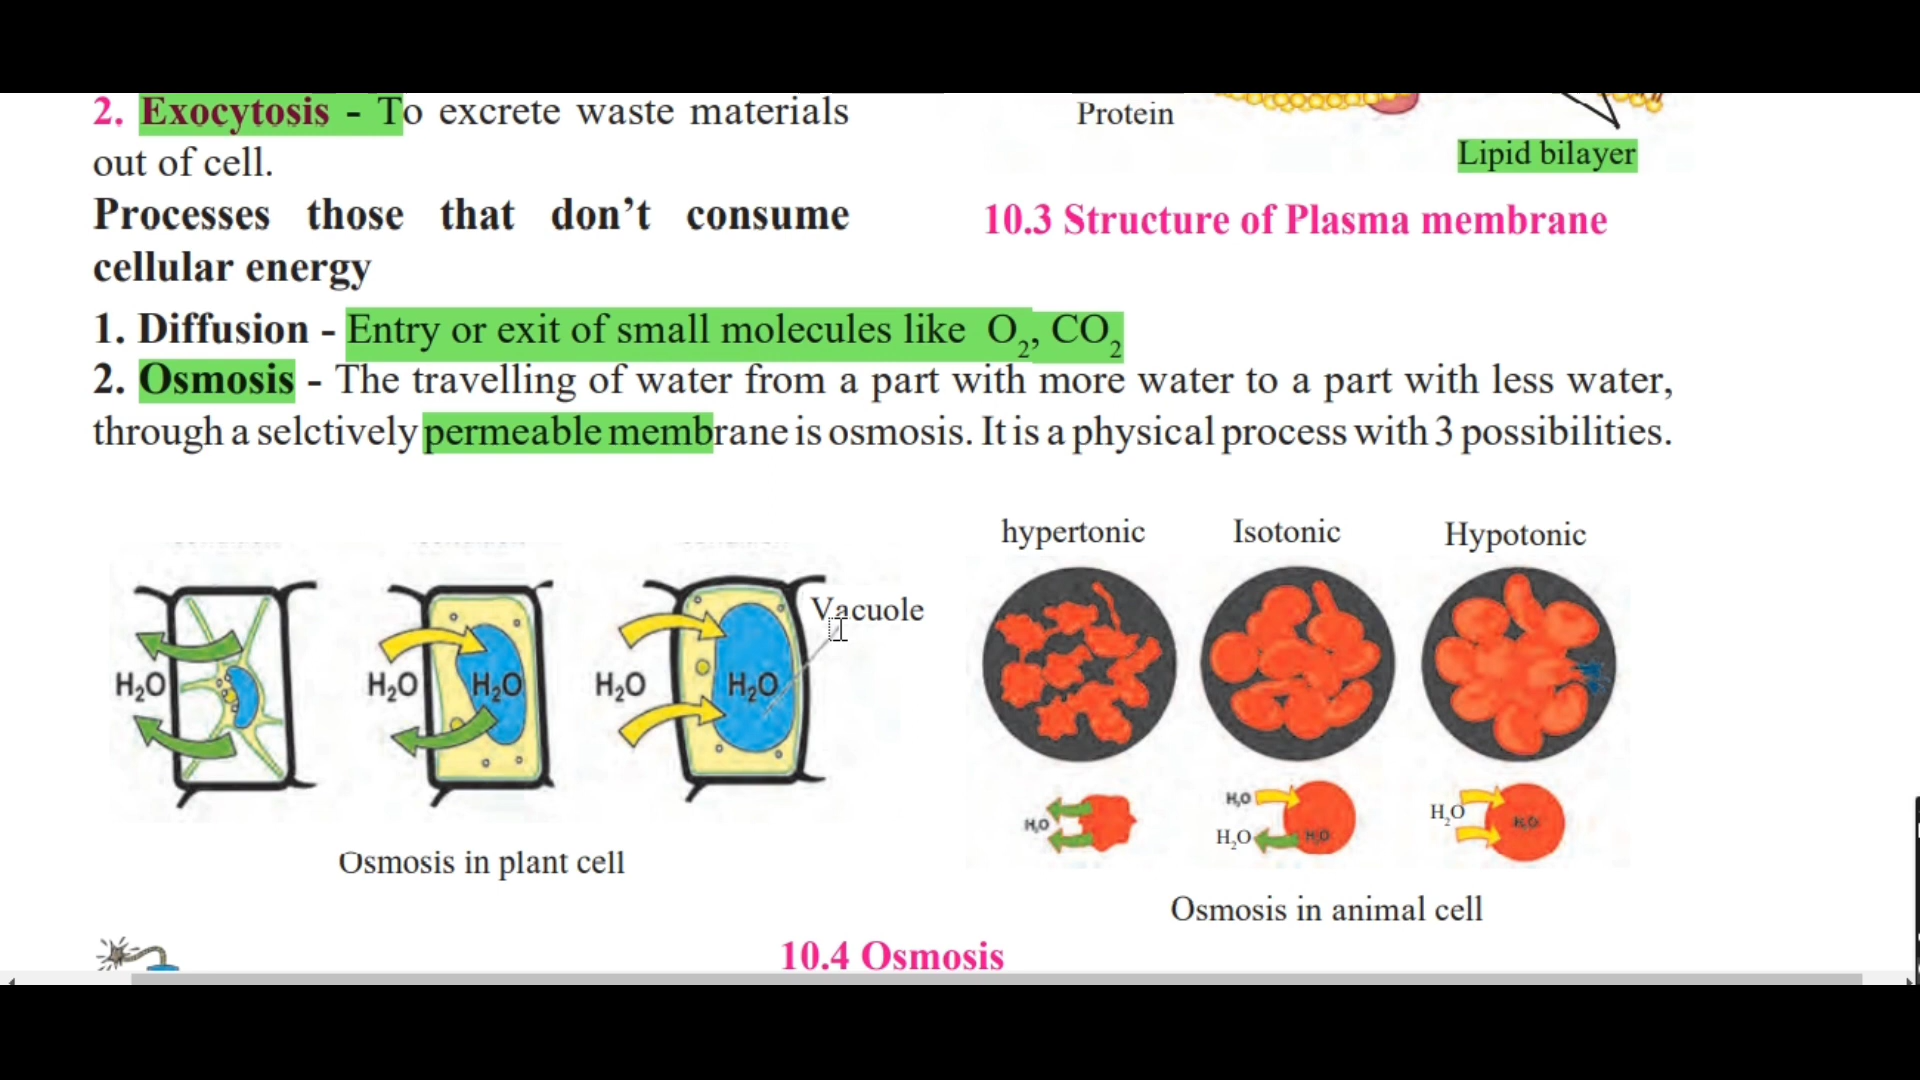 2. Exocytosis - To excrete waste materials
out of cell.
Processes those that don’t consume
cellular energy
Protein
Lipid bilayer
10.3 Structure of Plasma membrane
1. Diffusion - Entry or exit of small molecules like O₂, CO₂
2. Osmosis - The travelling of water from a part with more water to a part with less water,
through a selctively permeable membrane is osmosis. It is a physical process with 3 possibilities.
H₂O
H₂O H₂O
H₂O H₂O
Vacuole
Osmosis in plant cell
hypertonic Isotonic Hypotonic
H₂O
H₂O
H₂O H₂O
H₂O H₂O
Osmosis in animal cell
10.4 Osmosis